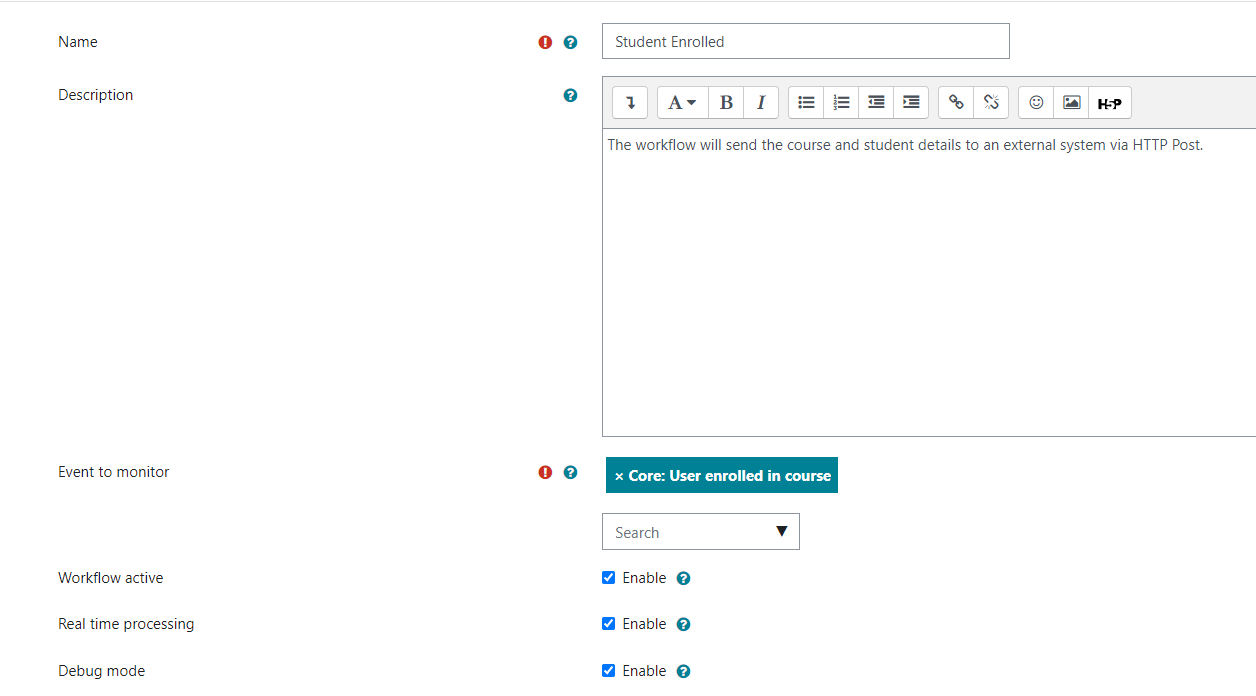 Name
Student Enrolled
Description
A B I H5P
The workflow will send the course and student details to an external system via HTTP Post.
Event to monitor
× Core: User enrolled in course
Search
Workflow active
Enable
Real time processing
Enable
Debug mode
Enable